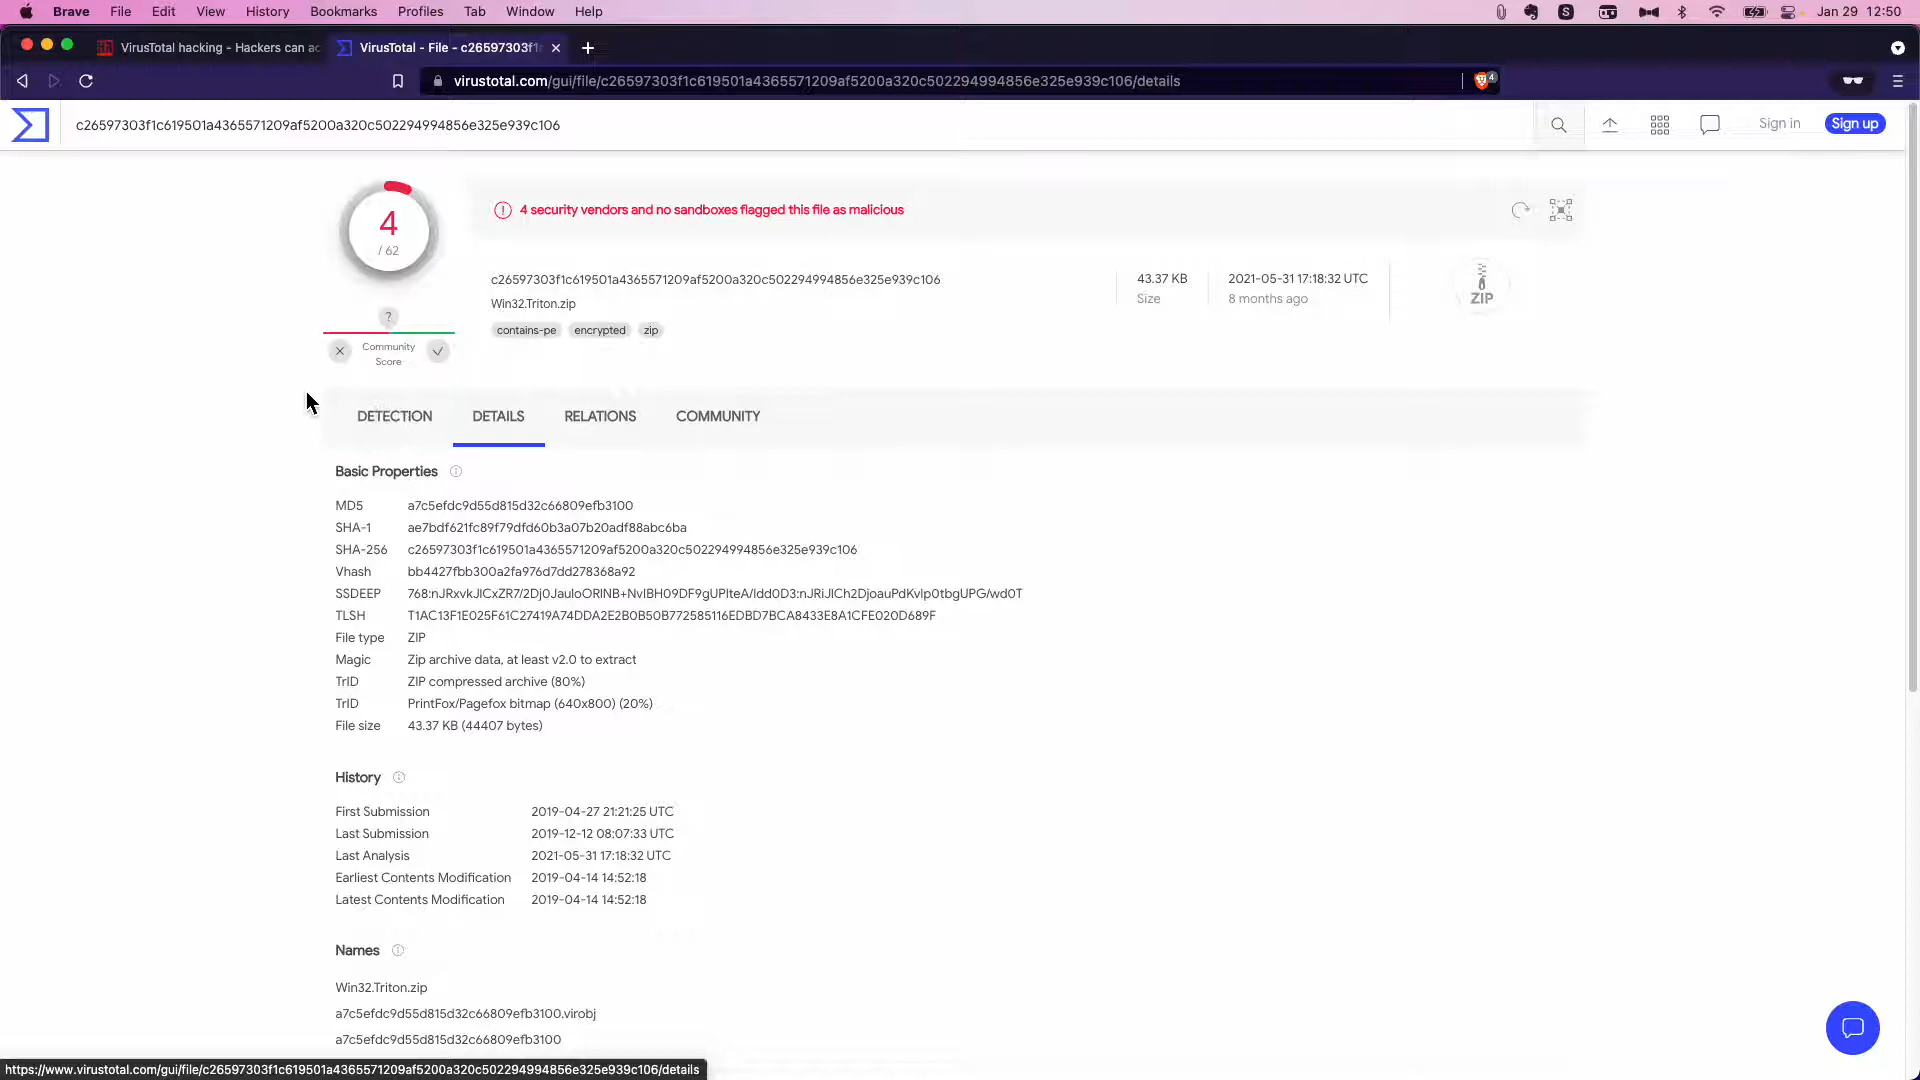 Brave File Edit View History Bookmarks Profiles Tab Window Help Jan 29 12:50
VirusTotal hacking - Hackers can ac
VirusTotal - File - c26597303f1
virustotal.com/gui/file/c26597303f1c619501a4365571209af5200a320c502294994856e325e939c106/details
4
c26597303f1c619501a4365571209af5200a320c502294994856e325e939c106
Sign in
Sign up
4
/ 62
4 security vendors and no sandboxes flagged this file as malicious
c26597303f1c619501a4365571209af5200a320c502294994856e325e939c106
Win32.Triton.zip
contains-pe encrypted zip
43.37 KB
Size
2021-05-31 17:18:32 UTC
8 months ago
ZIP
?
Community
Score
DETECTION DETAILS RELATIONS COMMUNITY
Basic Properties
MD5 a7c5efdc9d55d815d32c66809efb3100
SHA-1 ae7bdf621fc89f79dfd60b3a07b20adf88abc6ba
SHA-256 c26597303f1c619501a4365571209af5200a320c502294994856e325e939c106
Vhash bb4427fbb300a2fa976d7dd278368a92
SSDEEP
TLSH T1AC13F1E025F61C27419A74DDA2E2B0B50B772585116EDBD7BCA8433E8A1CFE020D689F
File type ZIP
Magic Zip archive data, at least v2.0 to extract
TrID ZIP compressed archive (80%)
TrID PrintFox/Pagefox bitmap (640x800) (20%)
File size 43.37 KB (44407 bytes)
History
First Submission 2019-04-27 21:21:25 UTC
Last Submission 2019-12-12 08:07:33 UTC
Last Analysis 2021-05-31 17:18:32 UTC
Earliest Contents Modification 2019-04-14 14:52:18
Latest Contents Modification 2019-04-14 14:52:18
Names
Win32.Triton.zip
a7c5efdc9d55d815d32c66809efb3100.virobj
a7c5efdc9d55d815d32c66809efb3100
https://www.virustotal.com/gui/file/c26597303f1c619501a4365571209af5200a320c502294994856e325e939c106/details